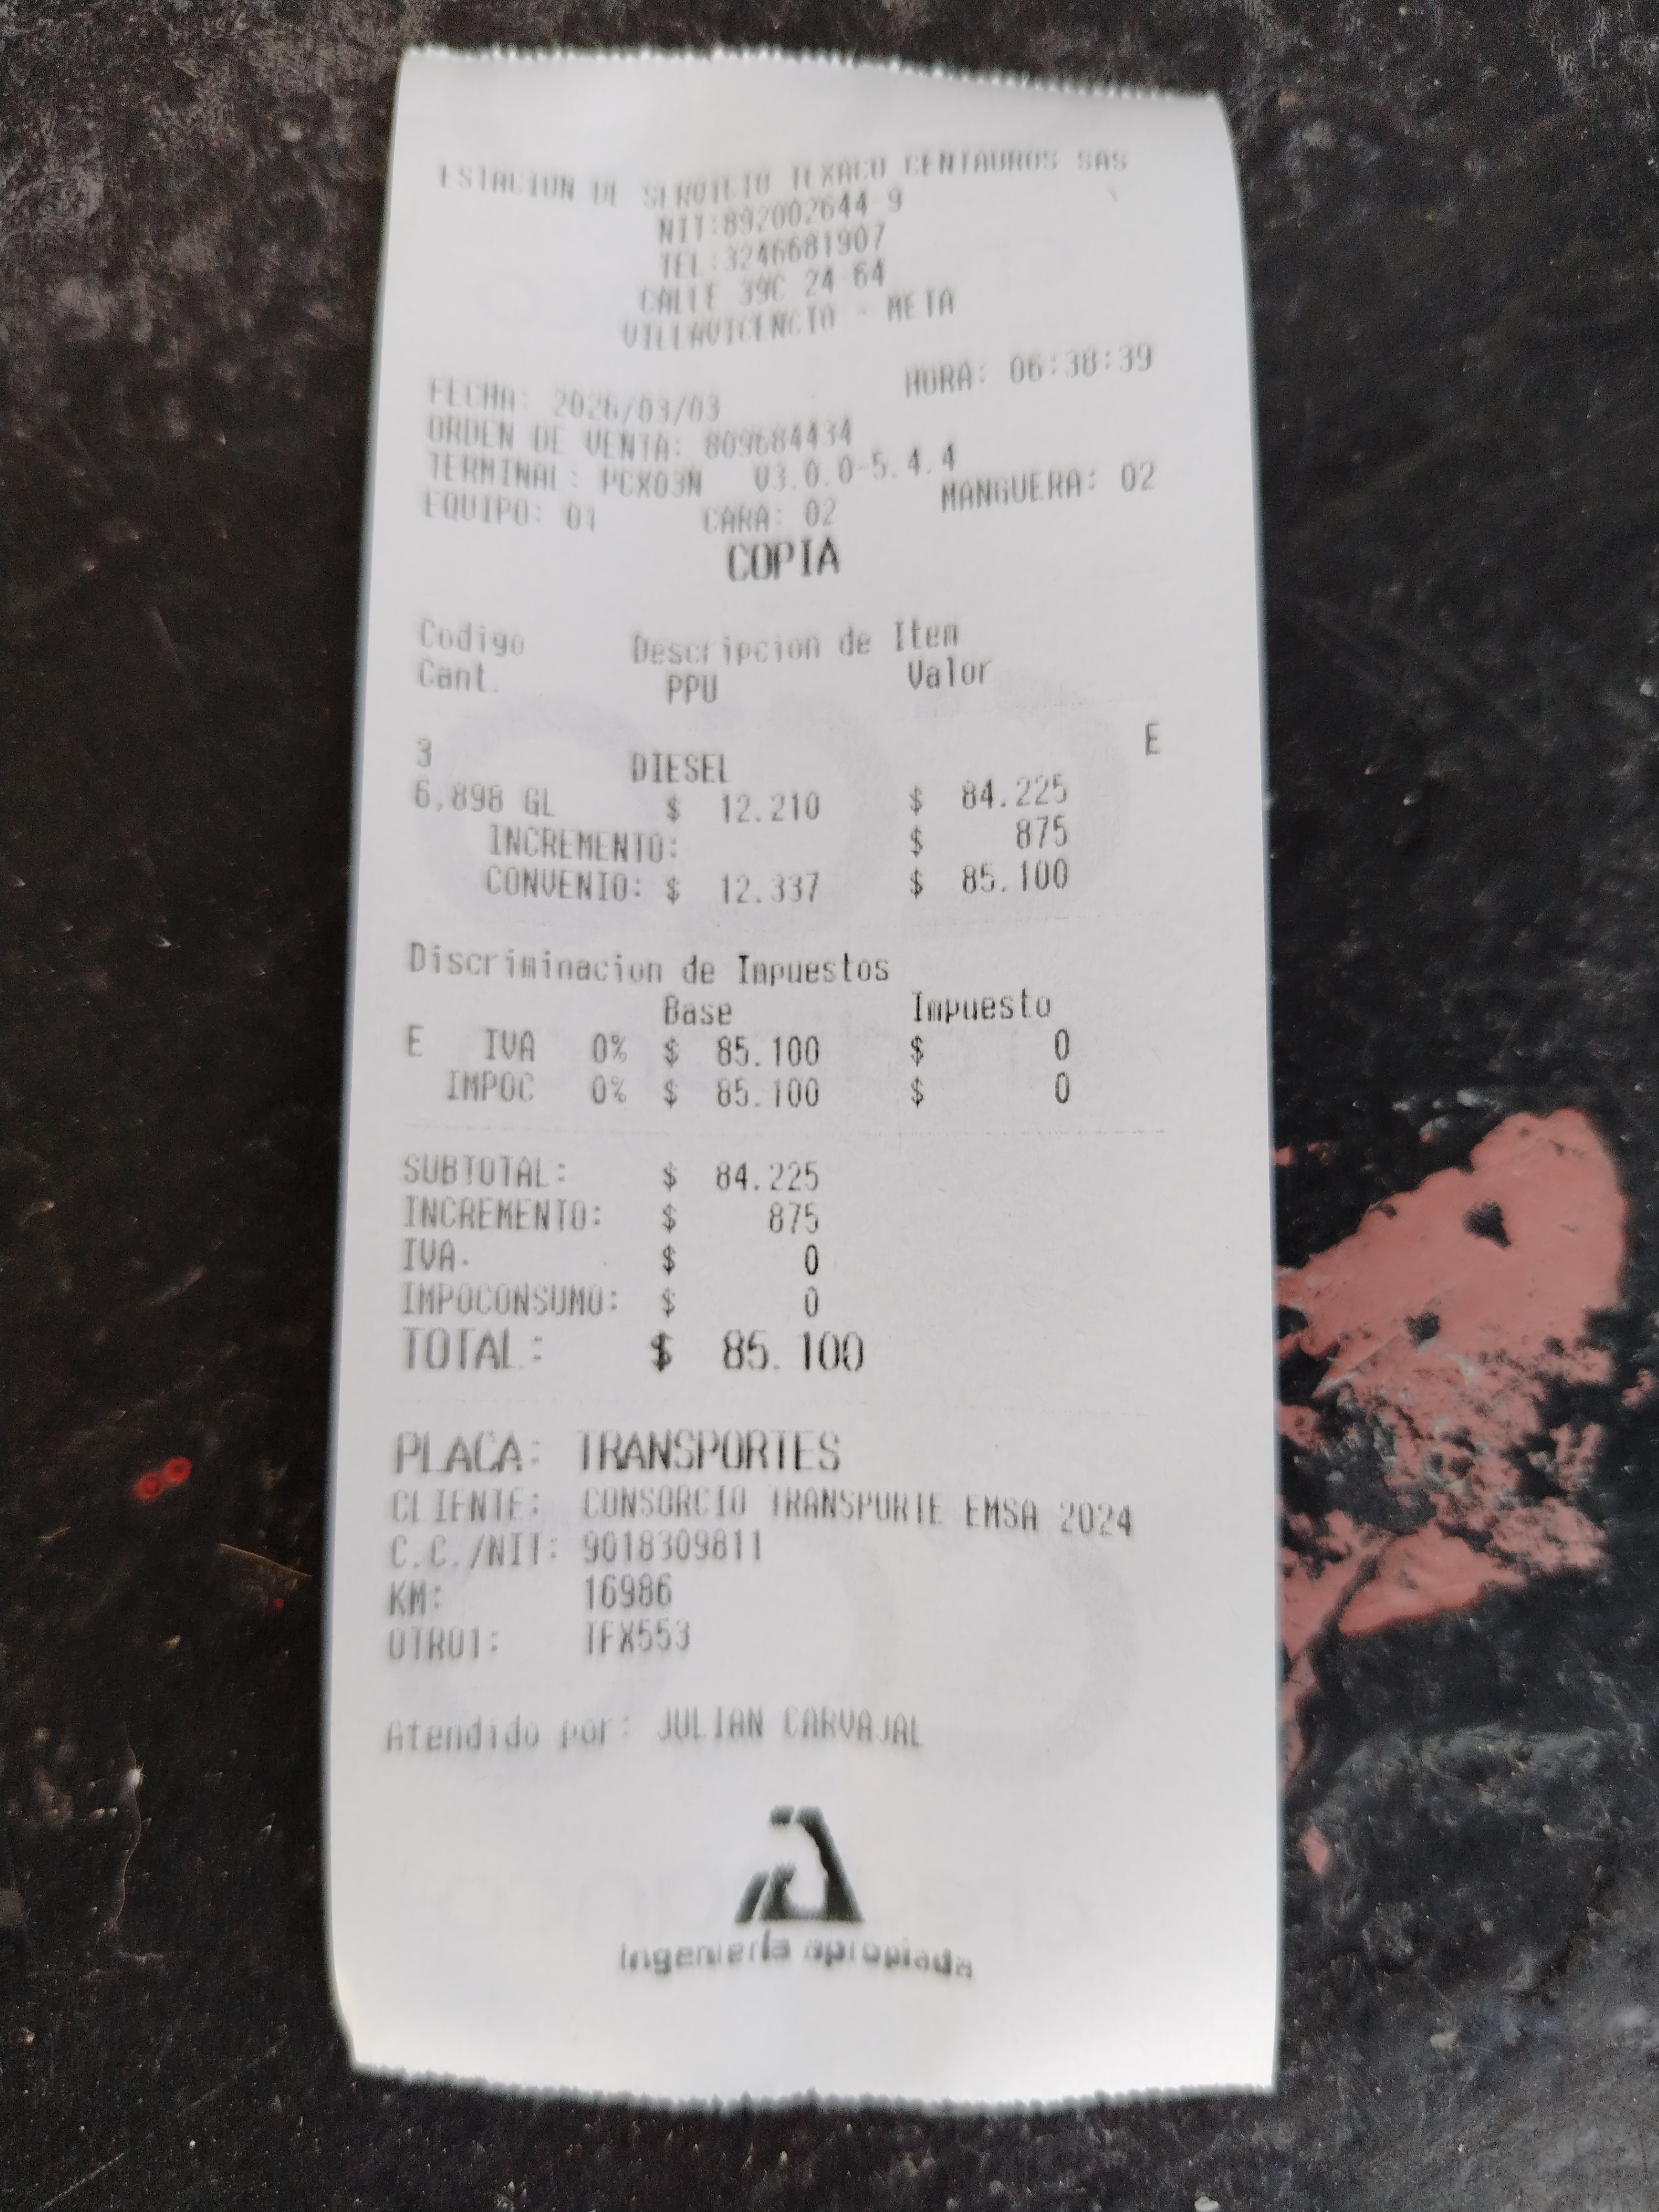 ESTACION DE SERVICIO TEXACO CENTAUROS SAS
NIT:892002644-9
TEL:3246681907
CALLE 39C 24-64
VILLAVICENCIO - META
FECHA: 2026/03/03 HORA: 06:38:39
ORDEN DE VENTA: 809684434
TERMINAL: PCX03N V3.0.0-5.4.4
EQUIPO: 01 CARA: 02 MANGUERA: 02
COPIA
Codigo Descripcion de Item
Cant. PPU Valor
3 DIESEL E
6,898 GL $ 12.210 $ 84.225
INCREMENTO: $ 875
CONVENIO: $ 12.337 $ 85.100
Discriminacion de Impuestos
Base Impuesto
E IVA 0% $ 85.100 $ 0
IMPOC 0% $ 85.100 $ 0
SUBTOTAL: $ 84.225
INCREMENTO: $ 875
IVA: $ 0
IMPOCONSUMO: $ 0
TOTAL: $ 85.100
PLACA: TRANSPORTES
CLIENTE: CONSORCIO TRANSPORTE EMSA 2024
C.C./NIT: 9018309811
KM: 16986
OTRO1: TFX553
Atendido por: JULIAN CARVAJAL
Ingeniería apropiada